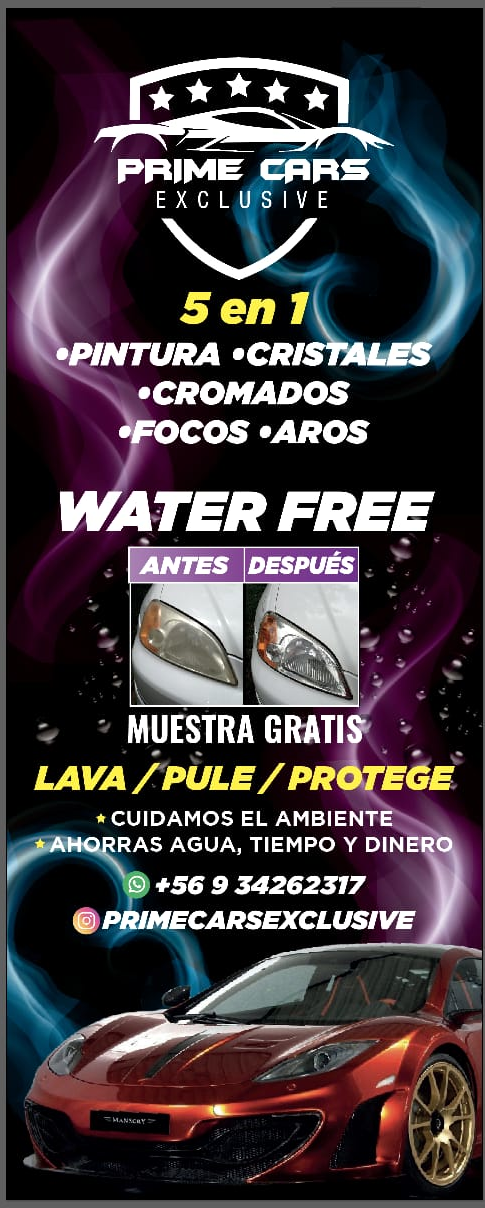 PRIME CARS
EXCLUSIVE
5 en 1
•PINTURA •CRISTALES
•CROMADOS
•FOCOS •AROS
WATER FREE
ANTES DESPUÉS
MUESTRA GRATIS
LAVA / PULE / PROTEGE
CUIDAMOS EL AMBIENTE
AHORRAS AGUA, TIEMPO Y DINERO
+56 9 34262317
PRIMECARSEXCLUSIVE
MANSORY